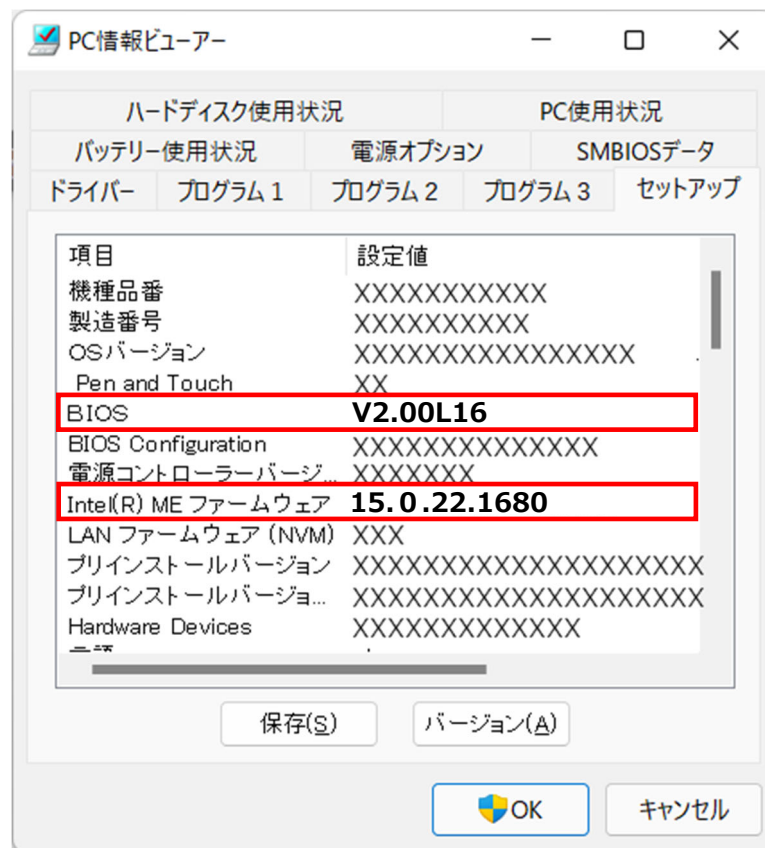 PC情報ビューアー
ハードディスク使用状況 PC使用状況
バッテリー使用状況 電源オプション SMBIOSデータ
ドライバー プログラム 1 プログラム 2 プログラム 3 セットアップ
項目 設定値
機種品番 XXXXXXXXXXX
製造番号 XXXXXXXXXX
OSバージョン XXXXXXXXXXXXXXXX .
Pen and Touch XX
BIOS V2.00L16
BIOS Configuration XXXXXXXXXXXXXX
電源コントローラーバージ... XXXXXXX
Intel(R) ME ファームウェア 15.0.22.1680
LAN ファームウェア (NVM) XXX
プリインストールバージョン XXXXXXXXXXXXXXXXXXXX
プリインストールバージョ... XXXXXXXXXXXXXXXXXXXX
Hardware Devices XXXXXXXXXXXXX
保存(S) バージョン(A)
OK キャンセル